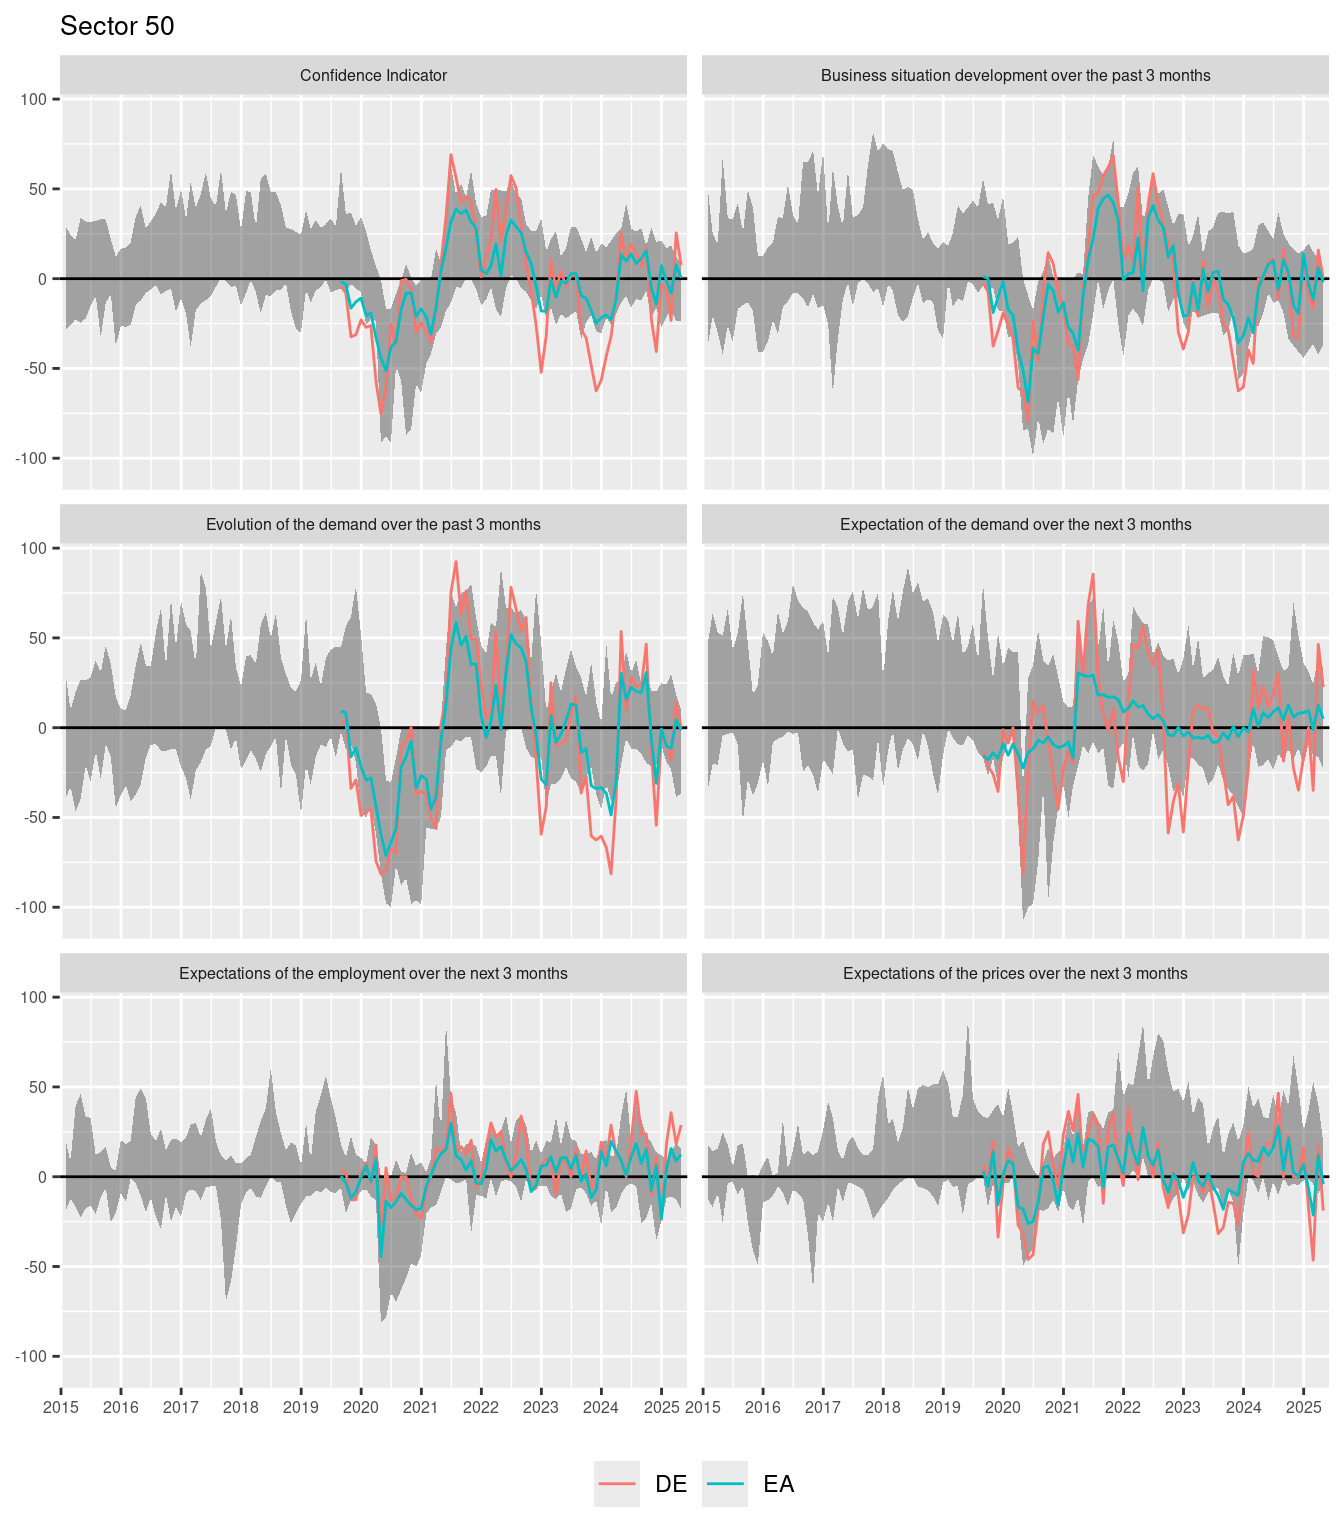 Sector 50
Confidence Indicator
Business situation development over the past 3 months
100
50
0
-50
-100
Evolution of the demand over the past 3 months
Expectation of the demand over the next 3 months
100
50
0
-50
-100
Expectations of the employment over the next 3 months
Expectations of the prices over the next 3 months
100
50
0
-50
-100
2015 2016 2017 2018 2019 2020 2021 2022 2023 2024 2025 2015 2016 2017 2018 2019 2020 2021 2022 2023 2024 2025
DE EA